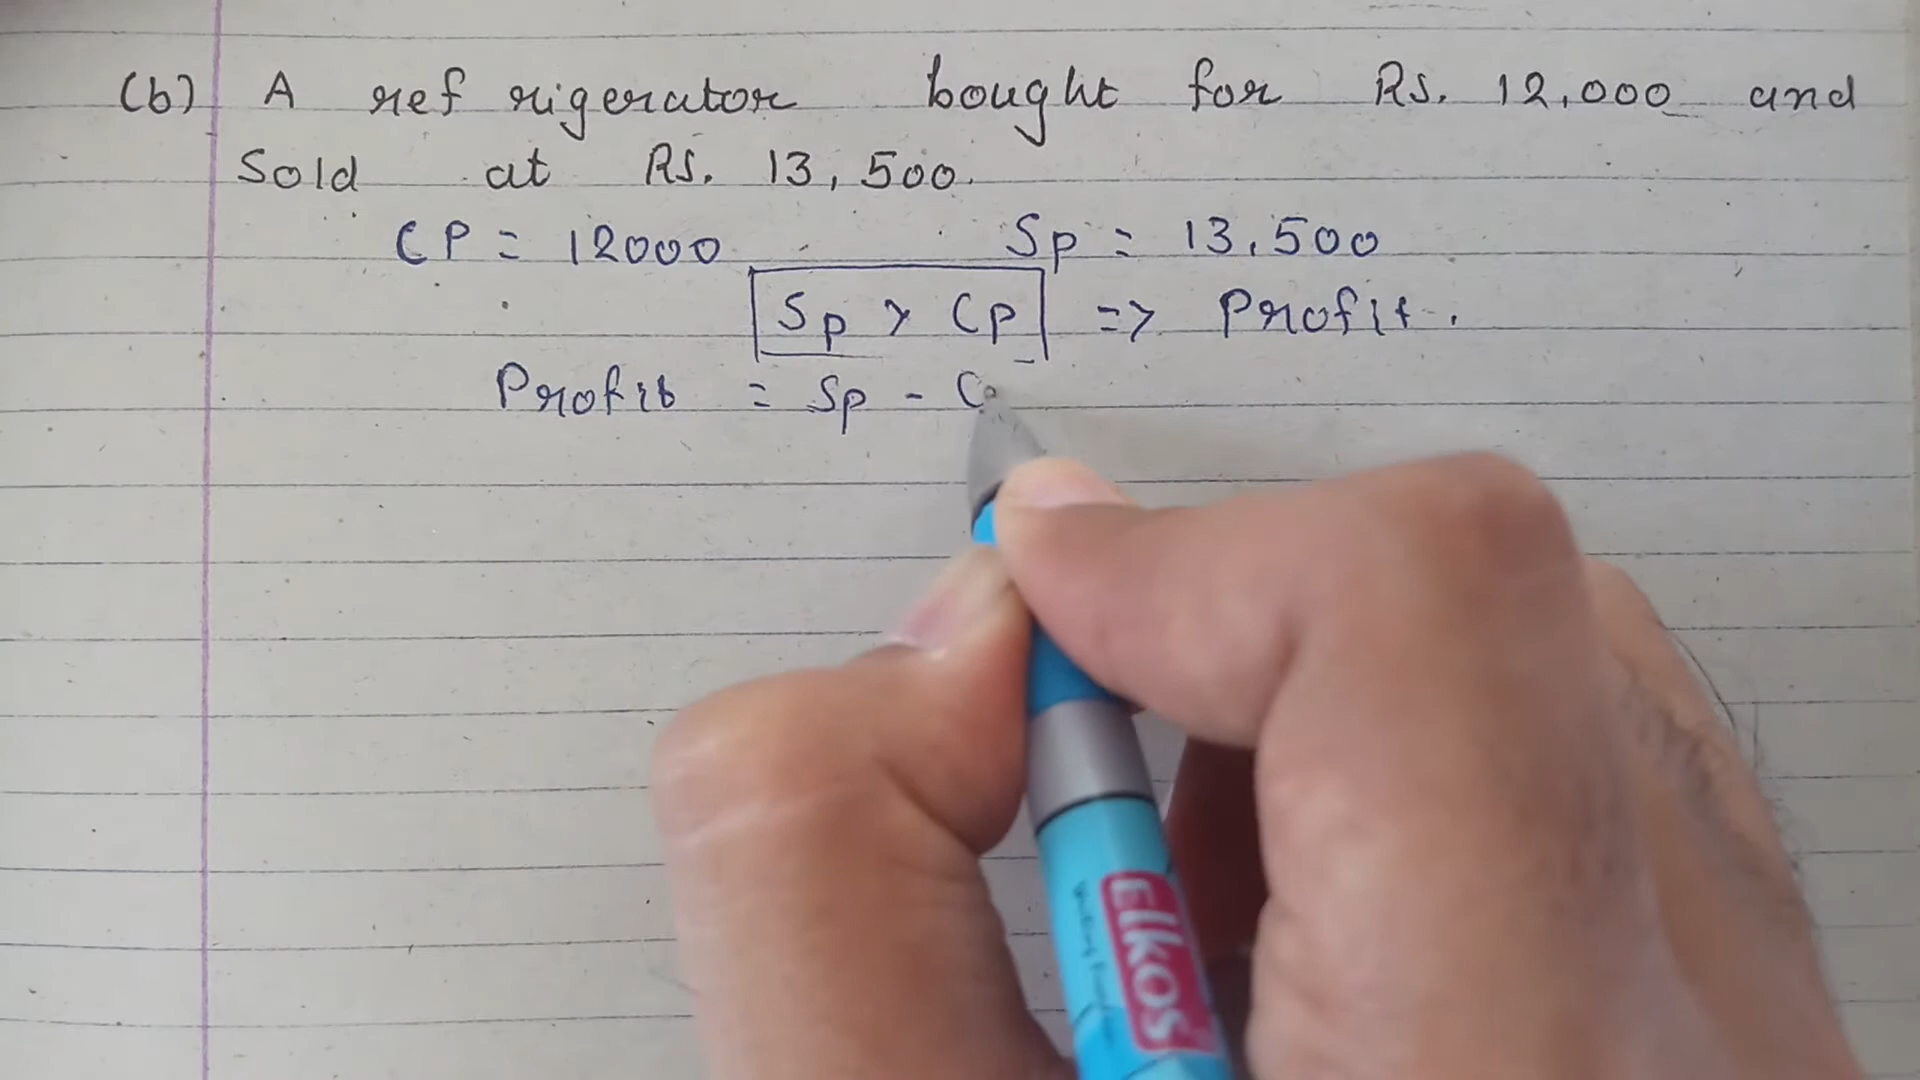 (b) A refrigerator bought for Rs. 12,000 and
Sold at Rs. 13,500.
CP = 12000 Sp = 13,500
Sp > Cp => Profit.
Profit = Sp - C
Elkos